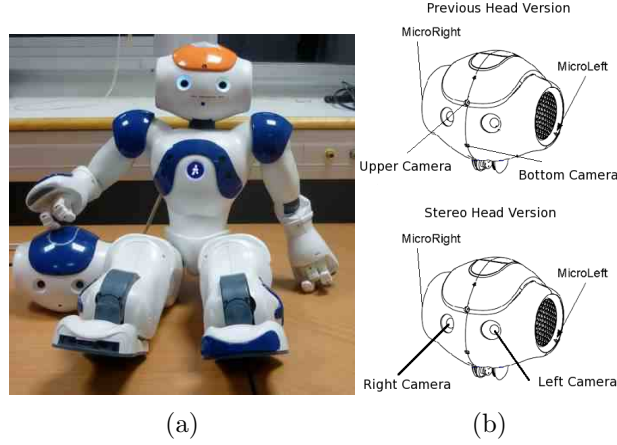 Previous Head Version
MicroRight
MicroLeft
Upper Camera
Bottom Camera
Stereo Head Version
MicroRight
MicroLeft
Right Camera
Left Camera
(a)
(b)